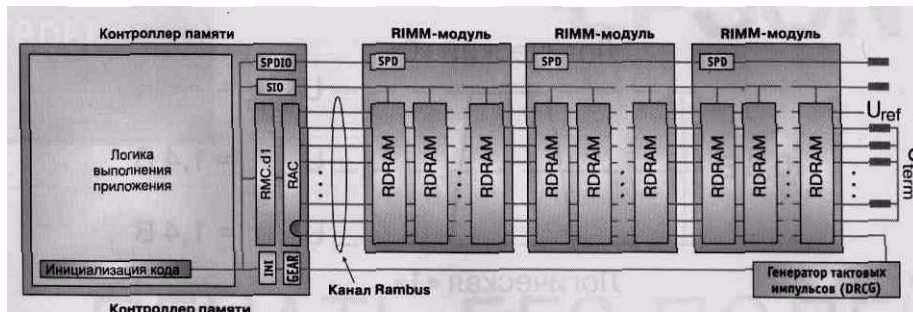 Контроллер памяти
RIMM-модуль
RIMM-модуль
RIMM-модуль
SPDIO
SPD
SPD
SPD
SIO
Uref
Uterm
Логика
выполнения
приложения
RMC.d1
RAC
RDRAM
RDRAM
RDRAM
RDRAM
RDRAM
RDRAM
RDRAM
RDRAM
RDRAM
Инициализация кода
INI
GEAR
Канал Rambus
Генератор тактовых
импульсов (DRCG)
Контроллер памяти